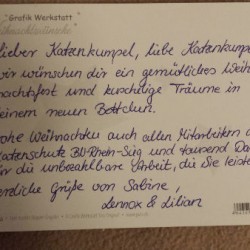 "Grafik Werkstatt"
lieber Katzenkumpel, liebe Katzenkumpel
wir wünschen dir ein gemütliches Weih
nachtsfest und kuschelige Träume in
deinem neuen Bettchen.
Frohe Weihnachten auch allen Mitarbeitern d
Katzenschutz BN-Rhein-Sieg und tausend Da
für die unbezahlbare Arbeit, die Sie leiste
Herzliche Grüße von Sabine,
Lennox & Lilian